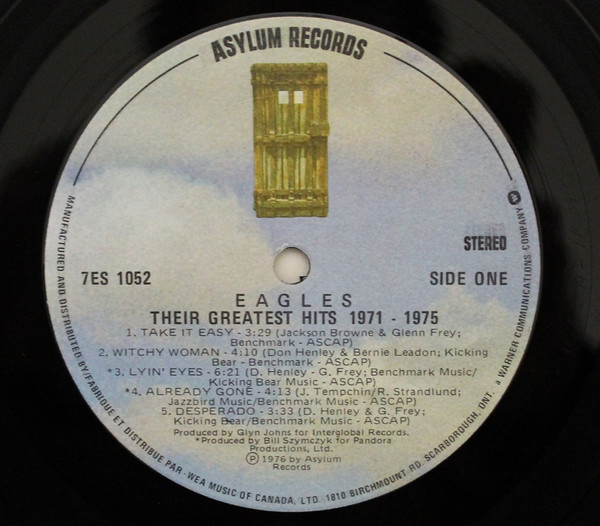 ASYLUM RECORDS
STEREO
7ES 1052
SIDE ONE
EAGLES
THEIR GREATEST HITS 1971 - 1975
1. TAKE IT EASY - 3:29 (Jackson Browne & Glenn Frey;
Benchmark - ASCAP)
2. WITCHY WOMAN - 4:10 (Don Henley & Bernie Leadon; Kicking
Bear - Benchmark - ASCAP)
*3. LYIN' EYES - 6:21 (D. Henley - G. Frey; Benchmark Music/
Kicking Bear Music - ASCAP)
*4. ALREADY GONE - 4:13 (J. Tempchin/R. Strandlund;
Jazzbird Music/Benchmark Music - ASCAP)
5. DESPERADO - 3:33 (D. Henley & G. Frey;
Kicking Bear/Benchmark Music - ASCAP)
Produced by Glyn Johns for Interglobal Records.
*Produced by Bill Szymczyk for Pandora
Productions, Ltd.
Ⓟ 1976 by Asylum
Records
MANUFACTURED AND DISTRIBUTED BY/FABRIQUE ET DISTRIBUE PAR - WEA MUSIC OF CANADA, LTD. 1810 BIRCHMOUNT RD. SCARBOROUGH, ONT. a WARNER COMMUNICATIONS COMPANY